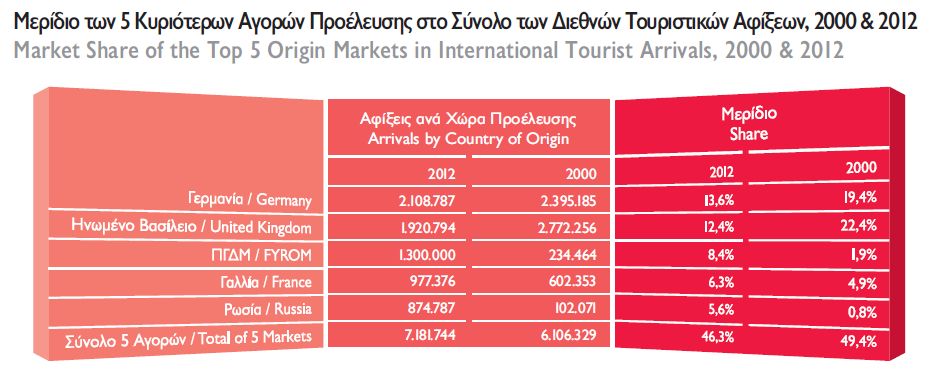 Μερίδιο των 5 Κυριότερων Αγορών Προέλευσης στο Σύνολο των Διεθνών Τουριστικών Αφίξεων, 2000 & 2012
Market Share of the Top 5 Origin Markets in International Tourist Arrivals, 2000 & 2012
Αφίξεις ανά Χώρα Προέλευσης Μερίδιο
Arrivals by Country of Origin Share
2012 2000 2012 2000
Γερμανία / Germany 2.108.787 2.395.185 13,6% 19,4%
Ηνωμένο Βασίλειο / United Kingdom 1.920.794 2.772.256 12,4% 22,4%
ΠΓΔΜ / FYROM 1.300.000 234.464 8,4% 1,9%
Γαλλία / France 977.376 602.353 6,3% 4,9%
Ρωσία / Russia 874.787 102.071 5,6% 0,8%
Σύνολο 5 Αγορών / Total of 5 Markets 7.181.744 6.106.329 46,3% 49,4%